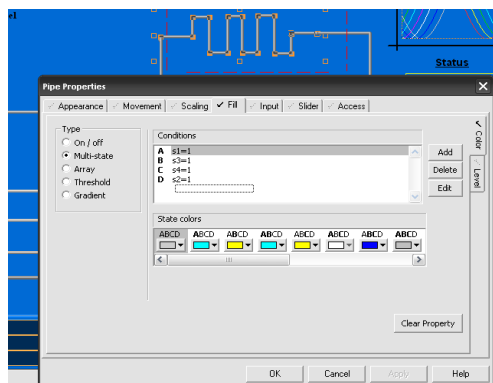 el
Status
Pipe Properties
Appearance Movement Scaling Fill Input Slider Access
Type
On / off
Multi-state
Array
Threshold
Gradient
Conditions
A s1=1
B s3=1
C s4=1
D s2=1
Add
Delete
Edit
Color
Level
State colors
ABCD ABCD ABCD ABCD ABCD ABCD ABCD ABCD
Clear Property
OK Cancel Apply Help